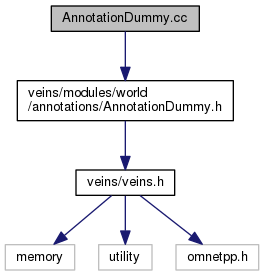 AnnotationDummy.cc
veins/modules/world
/annotations/AnnotationDummy.h
veins/veins.h
memory
utility
omnetpp.h